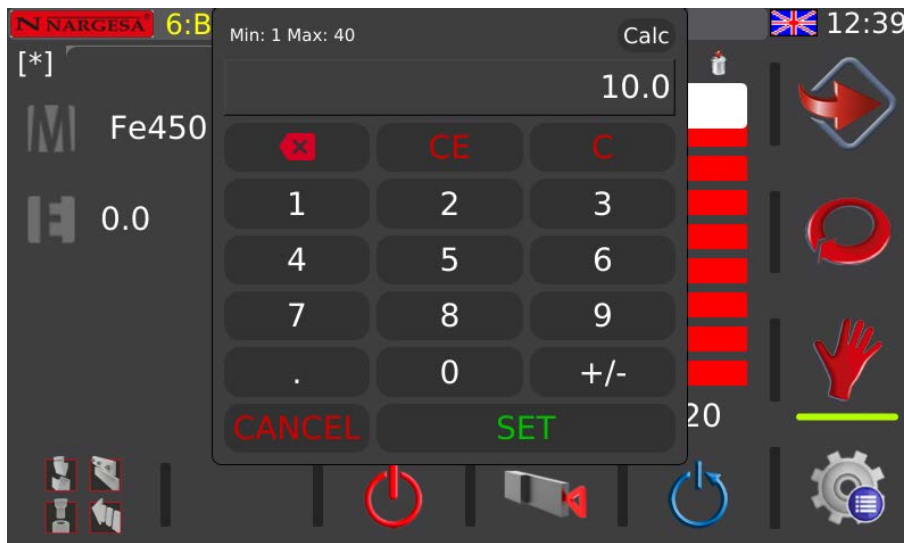 NARGESA 6:B
Min: 1 Max: 40 Calc
12:39
[*]
10.0
Fe450
CE C
1 2 3
0.0
4 5 6
7 8 9
. 0 +/-
CANCEL SET
20